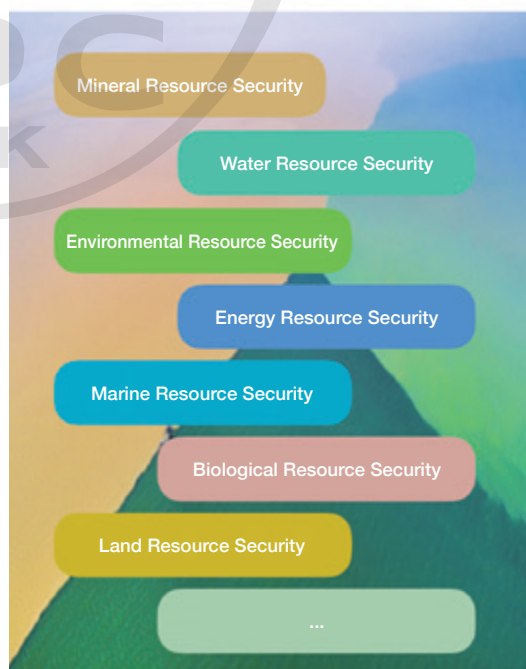 Mineral Resource Security
Water Resource Security
Environmental Resource Security
Energy Resource Security
Marine Resource Security
Biological Resource Security
Land Resource Security
...